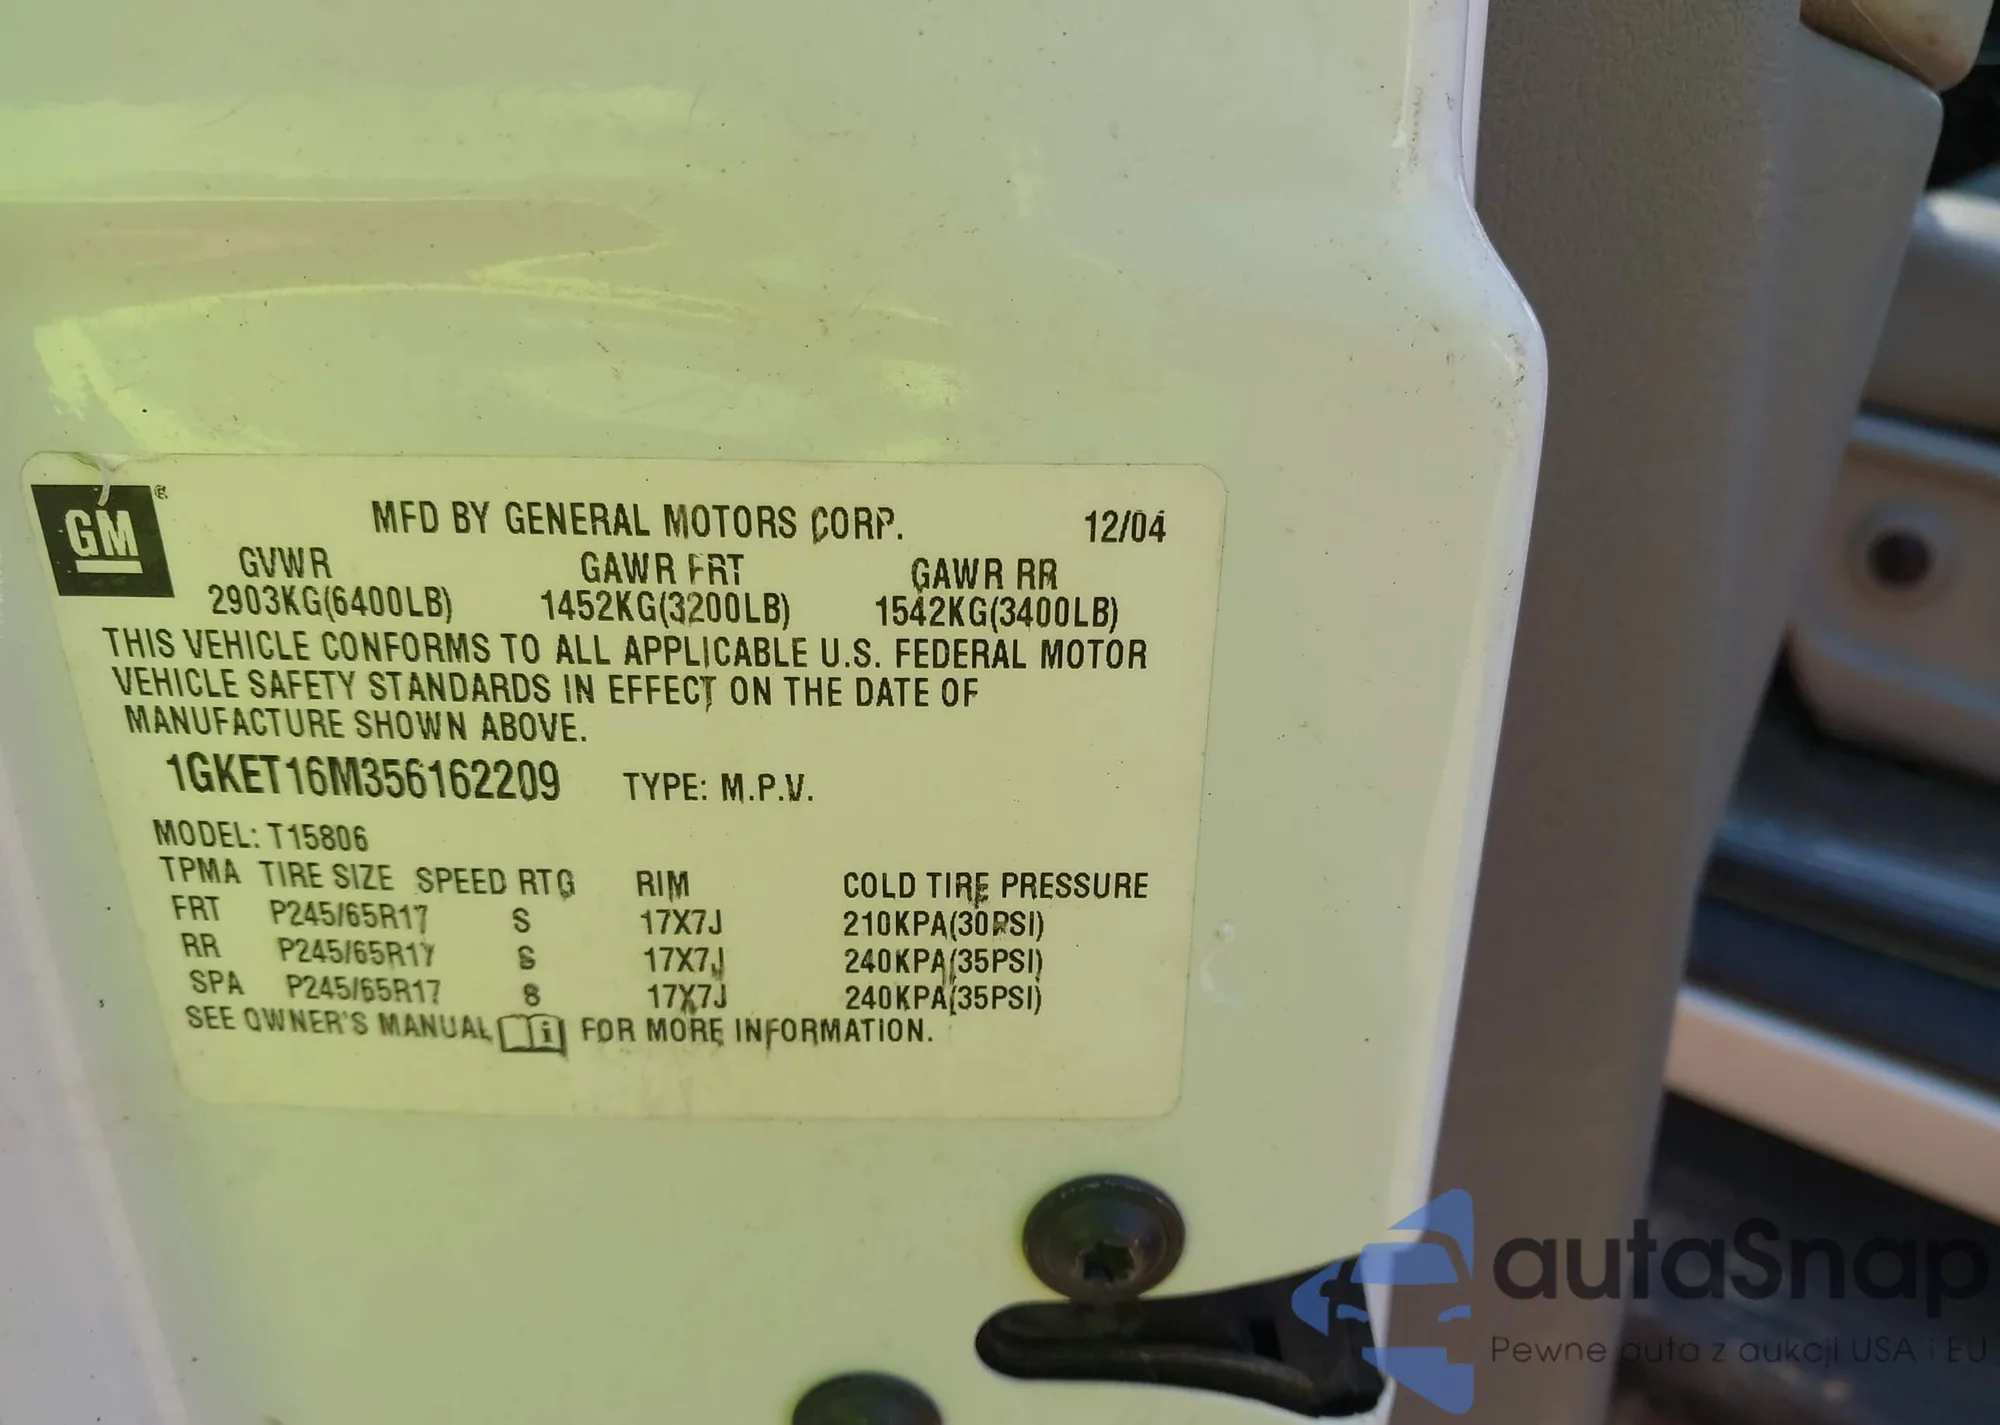 GM ®
MFD BY GENERAL MOTORS CORP. 12/04
GVWR GAWR FRT GAWR RR
2903KG(6400LB) 1452KG(3200LB) 1542KG(3400LB)
THIS VEHICLE CONFORMS TO ALL APPLICABLE U.S. FEDERAL MOTOR
VEHICLE SAFETY STANDARDS IN EFFECT ON THE DATE OF
MANUFACTURE SHOWN ABOVE.
1GKET16M356162209 TYPE: M.P.V.
MODEL: T15806
TPMA TIRE SIZE SPEED RTG RIM COLD TIRE PRESSURE
FRT P245/65R17 S 17X7J 210KPA(30PSI)
RR P245/65R17 S 17X7J 240KPA(35PSI)
SPA P245/65R17 S 17X7J 240KPA(35PSI)
SEE OWNER'S MANUAL FOR MORE INFORMATION.
autaSnap
Pewne auta z aukcji USA i EU